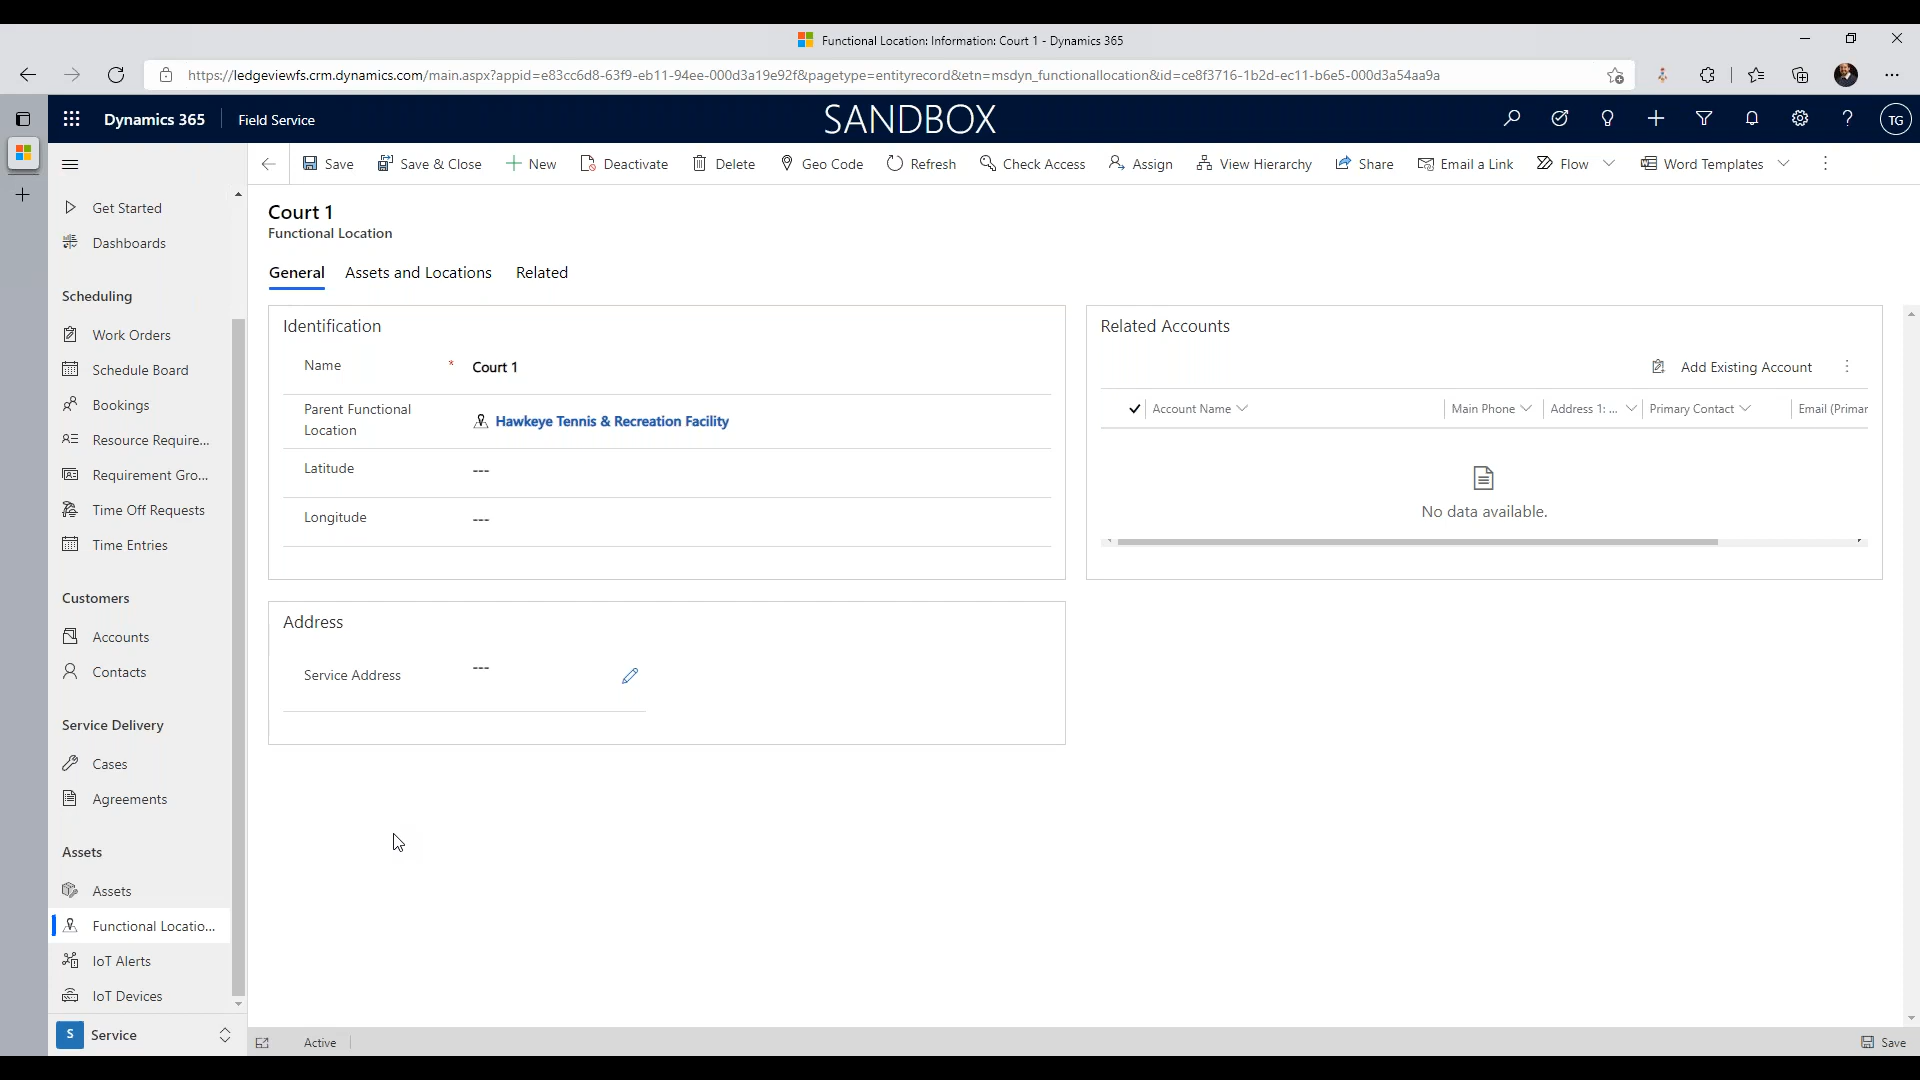 Functional Location: Information: Court 1 - Dynamics 365
https://ledgeviewfs.crm.dynamics.com/main.aspx?appid=e83cc6d8-63f9-eb11-94ee-000d3a19e92f&pagetype=entityrecord&etn=msdyn_functionallocation&id=ce8f3716-1b2d-ec11-b6e5-000d3a54aa9a
Dynamics 365 Field Service SANDBOX TG
Save Save & Close New Deactivate Delete Geo Code Refresh Check Access Assign View Hierarchy Share Email a Link Flow Word Templates
Get Started
Dashboards
Scheduling
Work Orders
Schedule Board
Bookings
Resource Require...
Requirement Gro...
Time Off Requests
Time Entries
Customers
Accounts
Contacts
Service Delivery
Cases
Agreements
Assets
Assets
Functional Locatio...
IoT Alerts
IoT Devices
S Service
Court 1
Functional Location
General Assets and Locations Related
Identification
Name * Court 1
Parent Functional
Location
Hawkeye Tennis & Recreation Facility
Latitude ---
Longitude ---
Address
Service Address ---
Related Accounts
Add Existing Account
Account Name Main Phone Address 1: ... Primary Contact Email (Primar
No data available.
Active
Save